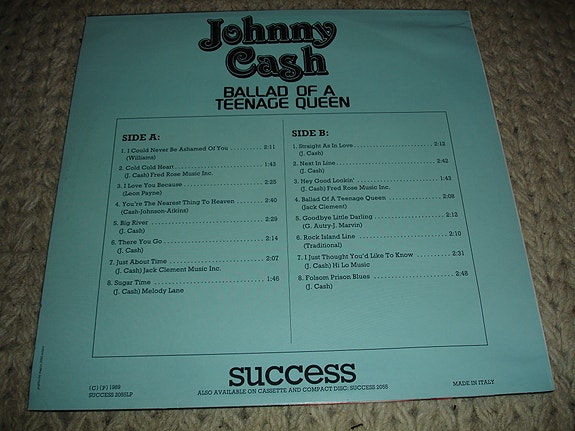 Johnny
Cash
BALLAD OF A
TEENAGE QUEEN
SIDE A:
1. I Could Never Be Ashamed Of You .......... 2:11
(Williams)
2. Cold Cold Heart .......... 1:43
(J. Cash) Fred Rose Music Inc.
3. I Love You Because .......... 2:25
(Leon Payne)
4. You're The Nearest Thing To Heaven .......... 2:40
(Cash-Johnson-Atkins)
5. Big River .......... 2:29
(J. Cash)
6. There You Go .......... 2:14
(J. Cash)
7. Just About Time .......... 2:07
(J. Cash) Jack Clement Music Inc.
8. Sugar Time .......... 1:46
(J. Cash) Melody Lane
SIDE B:
1. Straight As In Love .......... 2:12
(J. Cash)
2. Next In Line .......... 2:42
(J. Cash)
3. Hey Good Lookin' .......... 1:43
(J. Cash) Fred Rose Music Inc.
4. Ballad Of A Teenage Queen .......... 2:08
(Jack Clement)
5. Goodbye Little Darling .......... 2:12
(G. Autry-J. Marvin)
6. Rock Island Line .......... 2:10
(Traditional)
7. I Just Thought You'd Like To Know .......... 2:31
(J. Cash) Hi Lo Music
8. Folsom Prison Blues .......... 2:48
(J. Cash)
success
(C) (P) 1989
SUCCESS 2055LP
ALSO AVAILABLE ON CASSETTE AND COMPACT DISC: SUCCESS 2055
MADE IN ITALY